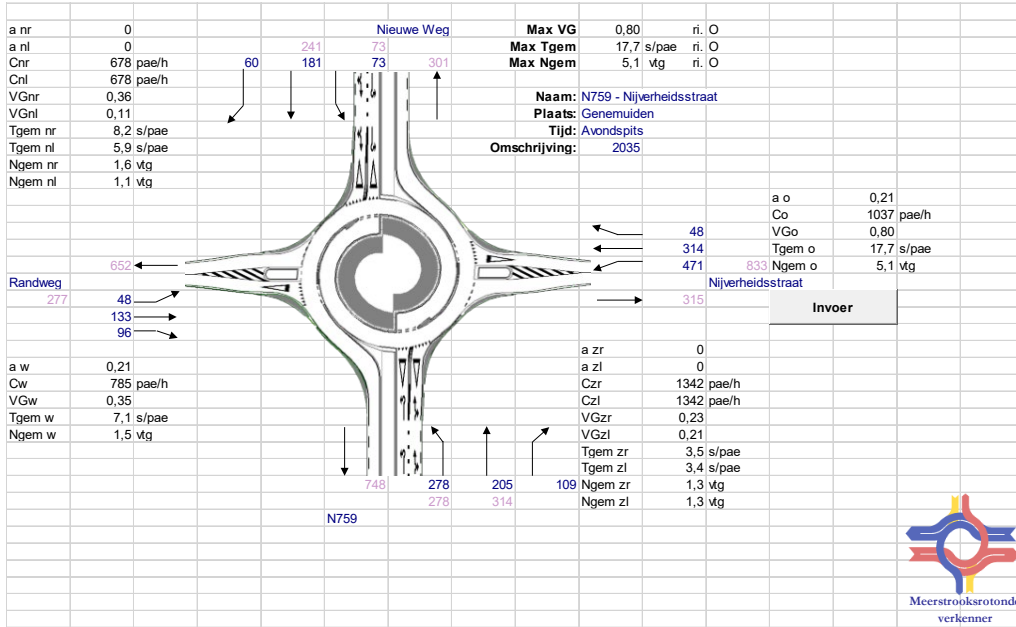 a nr 0 Nieuwe Weg Max VG 0,80 ri. O
a nl 0 241 73 Max Tgem 17,7 s/pae ri. O
Cnr 678 pae/h 60 181 73 301 Max Ngem 5,1 vtg ri. O
Cnl 678 pae/h
VGnr 0,36 Naam: N759 - Nijverheidsstraat
VGnl 0,11 Plaats: Genemuiden
Tgem nr 8,2 s/pae Tijd: Avondspits
Tgem nl 5,9 s/pae Omschrijving: 2035
Ngem nr 1,6 vtg
Ngem nl 1,1 vtg
a o 0,21
Co 1037 pae/h
48 VGo 0,80
314 Tgem o 17,7 s/pae
652 471 833 Ngem o 5,1 vtg
Randweg Nijverheidsstraat
277 48 315 Invoer
133
96
a zr 0
a w 0,21 a zl 0
Cw 785 pae/h Czr 1342 pae/h
VGw 0,35 Czl 1342 pae/h
Tgem w 7,1 s/pae VGzr 0,23
Ngem w 1,5 vtg VGzl 0,21
Tgem zr 3,5 s/pae
Tgem zl 3,4 s/pae
748 278 205 109 Ngem zr 1,3 vtg
278 314 Ngem zl 1,3 vtg
N759
Meerstrooksrotonde
verkenner